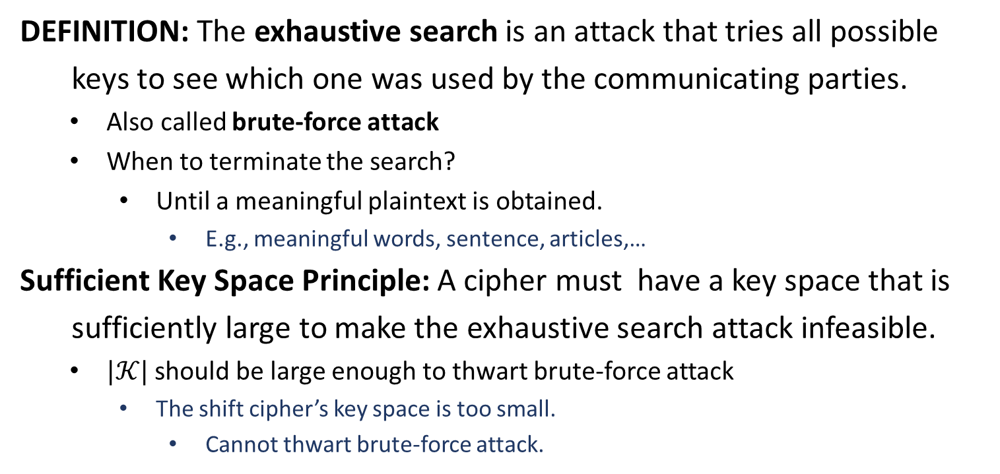 DEFINITION: The exhaustive search is an attack that tries all possible
keys to see which one was used by the communicating parties.
• Also called brute-force attack
• When to terminate the search?
• Until a meaningful plaintext is obtained.
• E.g., meaningful words, sentence, articles,…
Sufficient Key Space Principle: A cipher must  have a key space that is
sufficiently large to make the exhaustive search attack infeasible.
• |𝒦| should be large enough to thwart brute-force attack
• The shift cipher’s key space is too small.
• Cannot thwart brute-force attack.